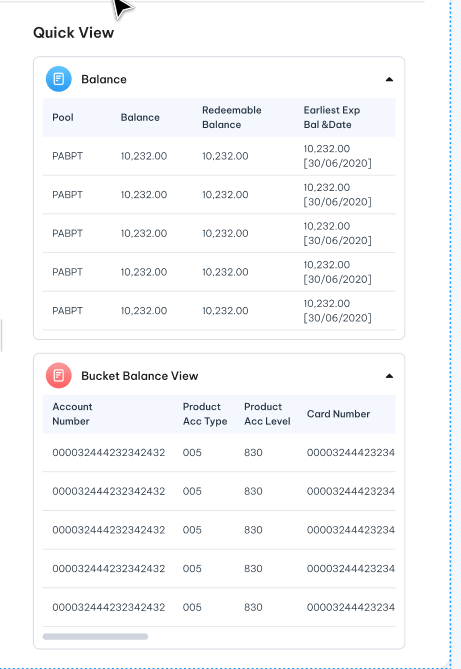 Quick View
Balance
Pool Balance Redeemable Balance Earliest Exp Bal &Date
PABPT 10,232.00 10,232.00 10,232.00 [30/06/2020]
PABPT 10,232.00 10,232.00 10,232.00 [30/06/2020]
PABPT 10,232.00 10,232.00 10,232.00 [30/06/2020]
PABPT 10,232.00 10,232.00 10,232.00 [30/06/2020]
PABPT 10,232.00 10,232.00 10,232.00 [30/06/2020]
Bucket Balance View
Account Number Product Acc Type Product Acc Level Card Number
000032444232342432 005 830 00003244423234
000032444232342432 005 830 00003244423234
000032444232342432 005 830 00003244423234
000032444232342432 005 830 00003244423234
000032444232342432 005 830 00003244423234